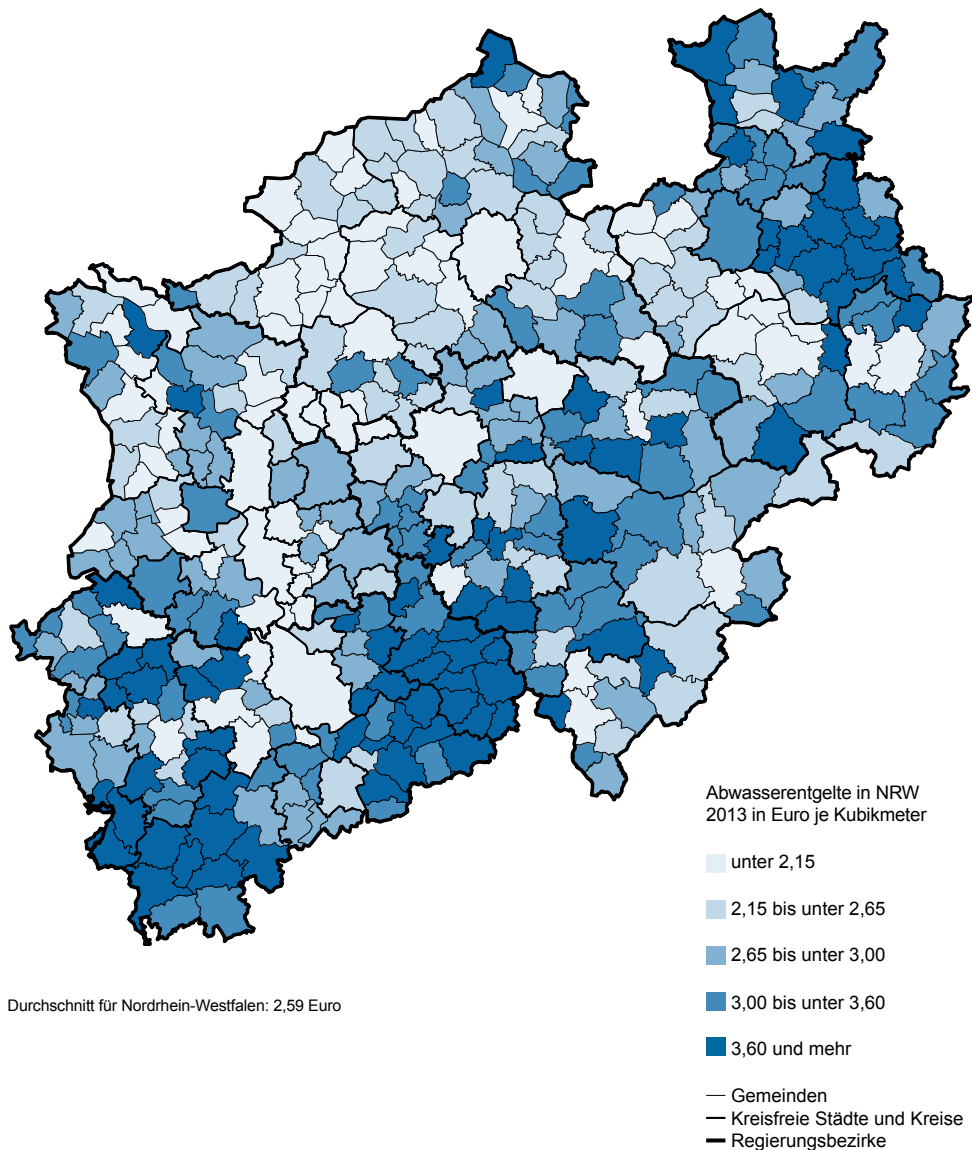 Abwasserentgelte in NRW
2013 in Euro je Kubikmeter
unter 2,15
2,15 bis unter 2,65
2,65 bis unter 3,00
3,00 bis unter 3,60
3,60 und mehr
Gemeinden
Kreisfreie Städte und Kreise
Regierungsbezirke
Durchschnitt für Nordrhein-Westfalen: 2,59 Euro